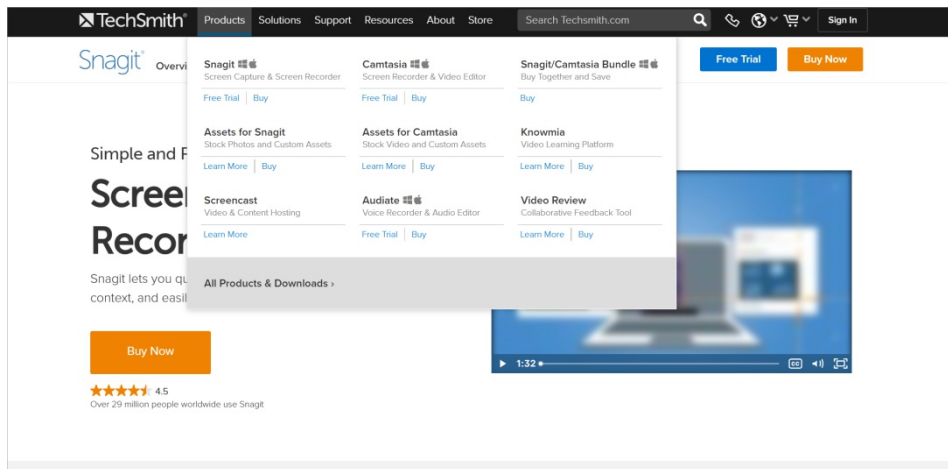 TechSmith® Products Solutions Support Resources About Store Search Techsmith.com Sign In
Snagit® Overvi Free Trial Buy Now
Snagit Camtasia Snagit/Camtasia Bundle
Screen Capture & Screen Recorder Screen Recorder & Video Editor Buy Together and Save
Free Trial Buy Free Trial Buy Buy
Assets for Snagit Assets for Camtasia Knowmia
Stock Photos and Custom Assets Stock Video and Custom Assets Video Learning Platform
Learn More Buy Learn More Buy Learn More Buy
Screencast Audiate Video Review
Video & Content Hosting Voice Recorder & Audio Editor Collaborative Feedback Tool
Learn More Free Trial Buy Learn More Buy
All Products & Downloads ›
Simple and P
Screen
Recor
Snagit lets you qu
context, and easil
Buy Now
4.5
Over 29 million people worldwide use Snagit
1:32 CC